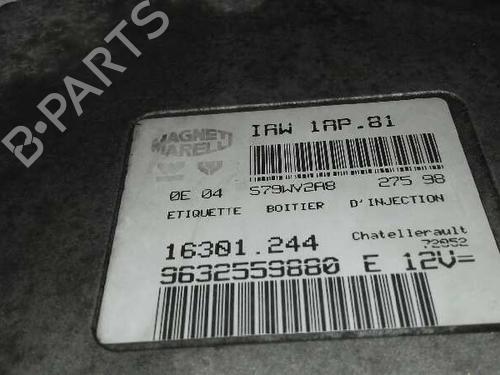 B-PARTS
MAGNETI
MARELLI
IAW 1AP.81
0E 04 S79WV2A8 275 98
ETIQUETTE BOITIER D'INJECTION
16301.244 Chatellerault
72052
9632559880 E 12V=